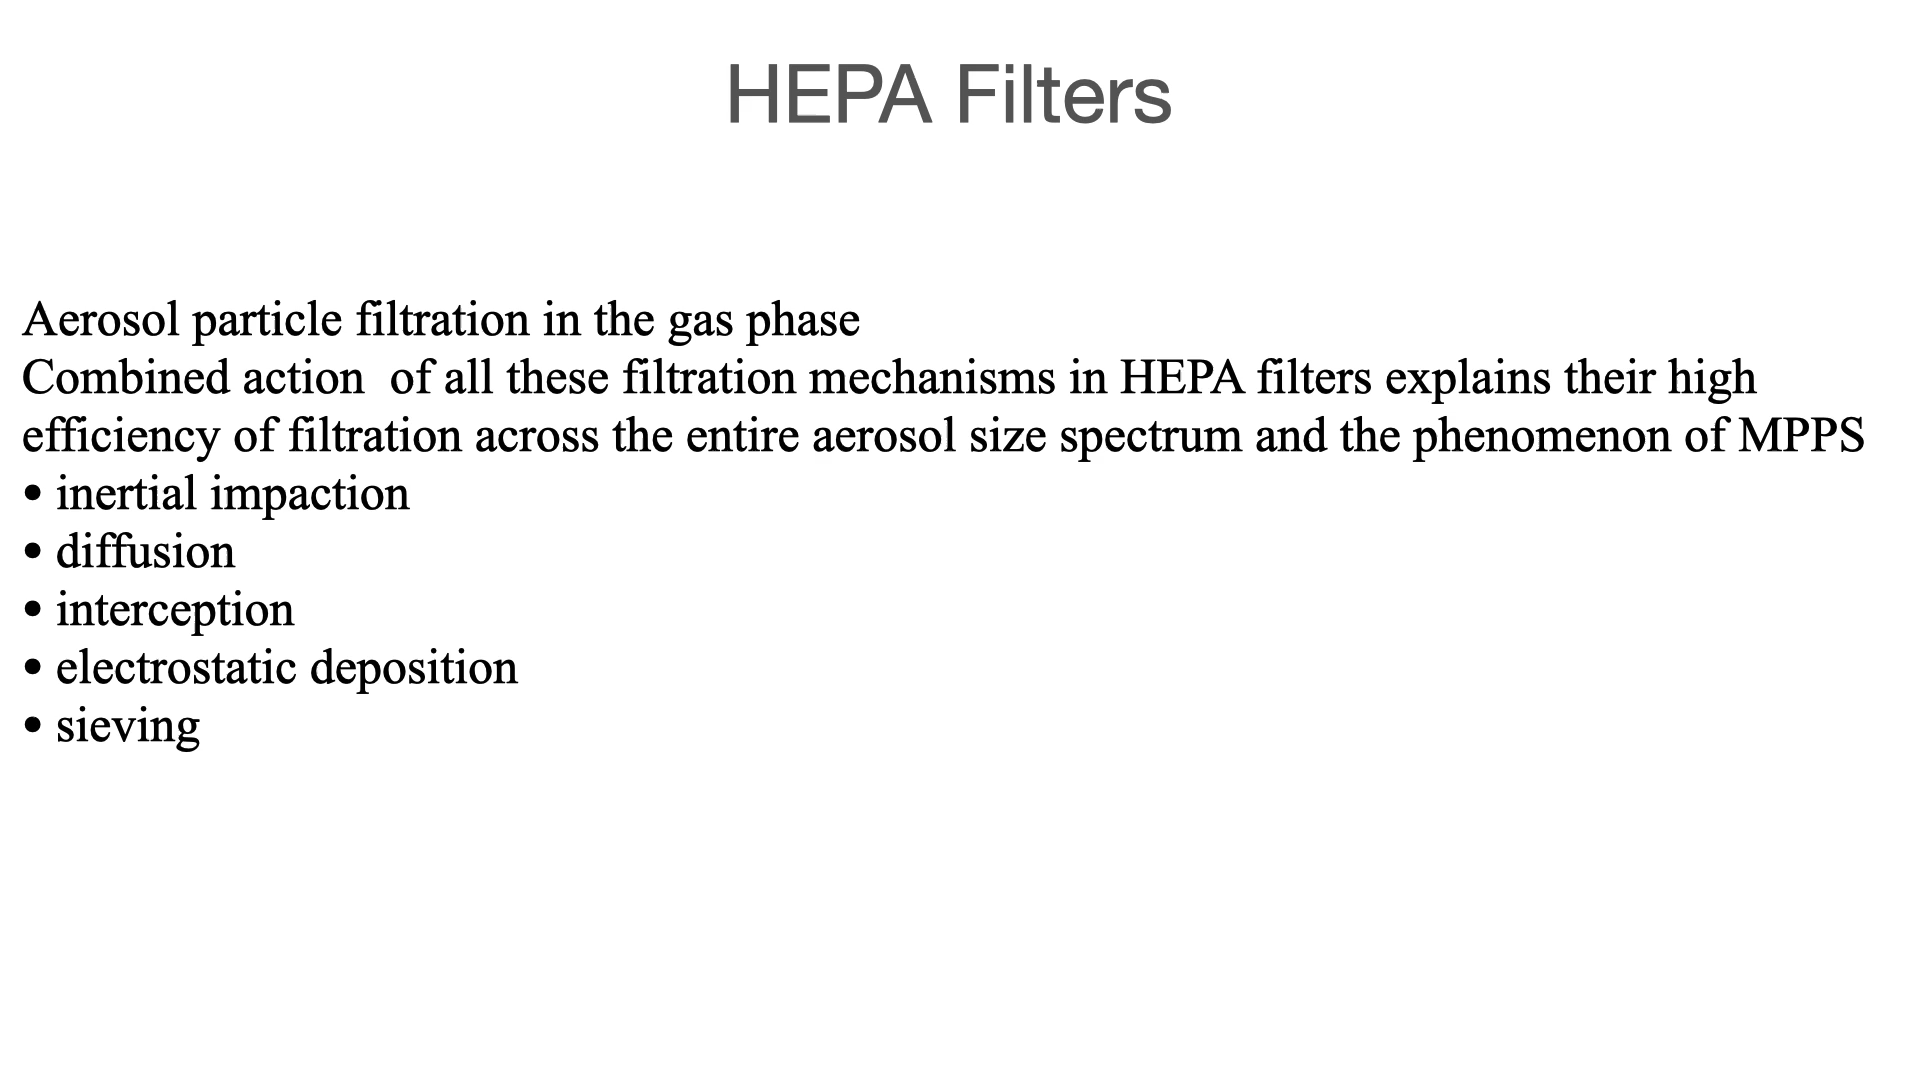 HEPA Filters
Aerosol particle filtration in the gas phase
Combined action  of all these filtration mechanisms in HEPA filters explains their high
efficiency of filtration across the entire aerosol size spectrum and the phenomenon of MPPS
• inertial impaction
• diffusion
• interception
• electrostatic deposition
• sieving